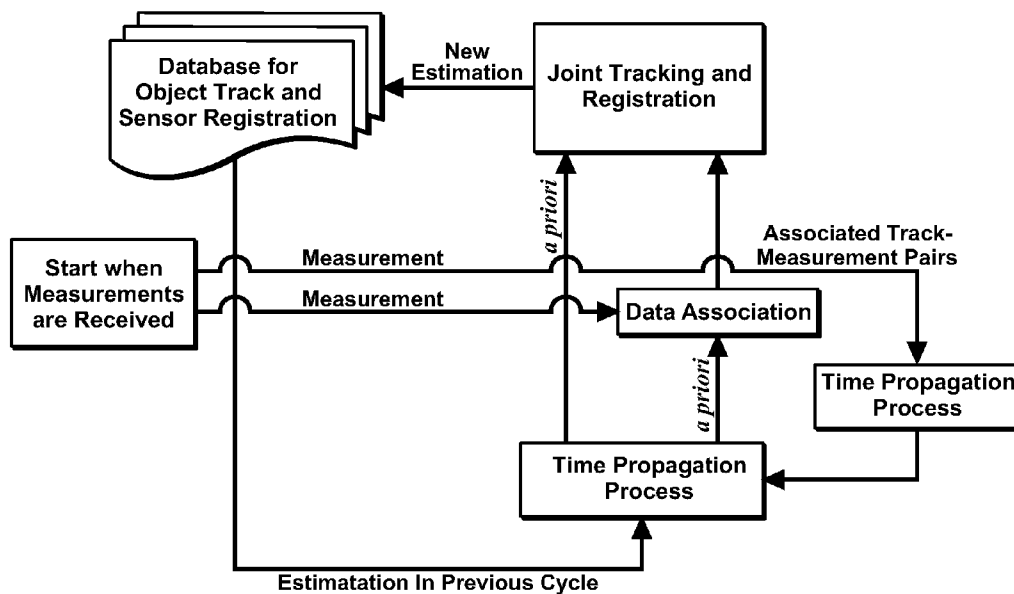 Database for
Object Track and
Sensor Registration
New
Estimation
Joint Tracking and
Registration
a priori
Start when
Measurements
are Received
Measurement
Measurement
Associated Track-
Measurement Pairs
Data Association
a priori
Time Propagation
Process
Time Propagation
Process
Estimatation In Previous Cycle